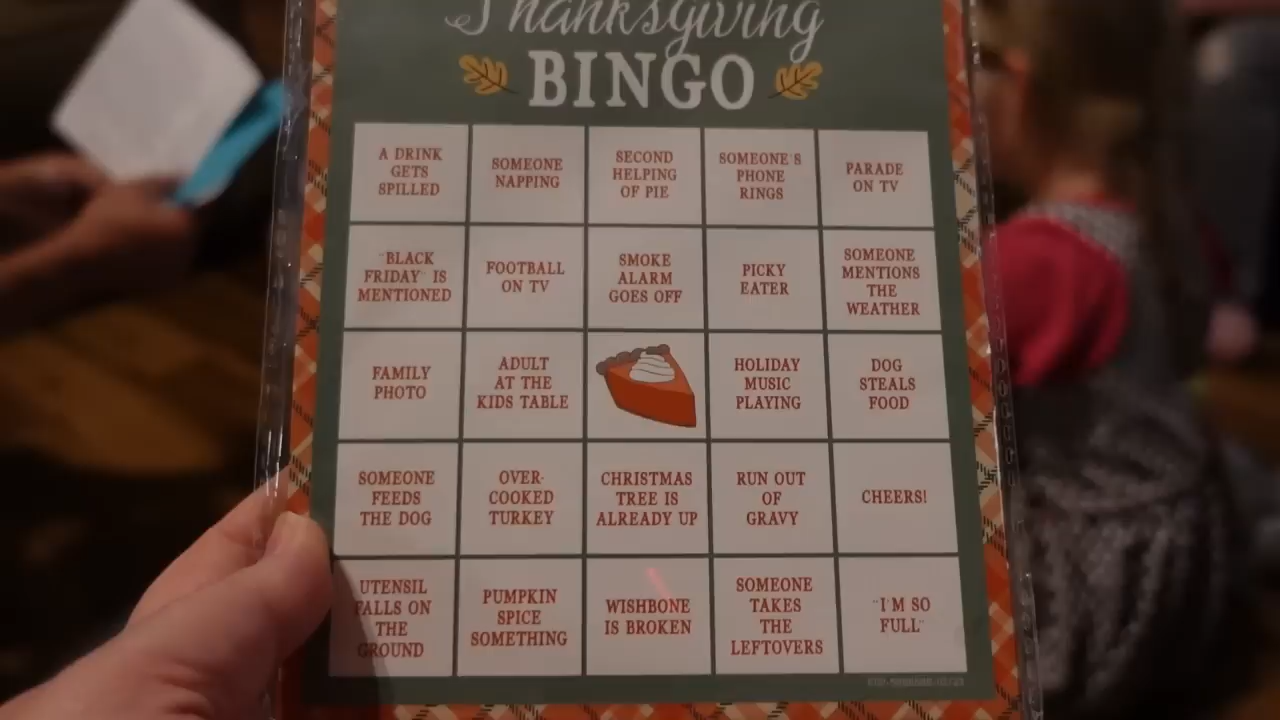 Thanksgiving
BINGO
A DRINK
GETS
SPILLED
SOMEONE
NAPPING
SECOND
HELPING
OF PIE
SOMEONE'S
PHONE
RINGS
PARADE
ON TV
"BLACK
FRIDAY" IS
MENTIONED
FOOTBALL
ON TV
SMOKE
ALARM
GOES OFF
PICKY
EATER
SOMEONE
MENTIONS
THE
WEATHER
FAMILY
PHOTO
ADULT
AT THE
KIDS TABLE
HOLIDAY
MUSIC
PLAYING
DOG
STEALS
FOOD
SOMEONE
FEEDS
THE DOG
OVER-
COOKED
TURKEY
CHRISTMAS
TREE IS
ALREADY UP
RUN OUT
OF
GRAVY
CHEERS!
UTENSIL
FALLS ON
THE
GROUND
PUMPKIN
SPICE
SOMETHING
WISHBONE
IS BROKEN
SOMEONE
TAKES
THE
LEFTOVERS
"I'M SO
FULL"